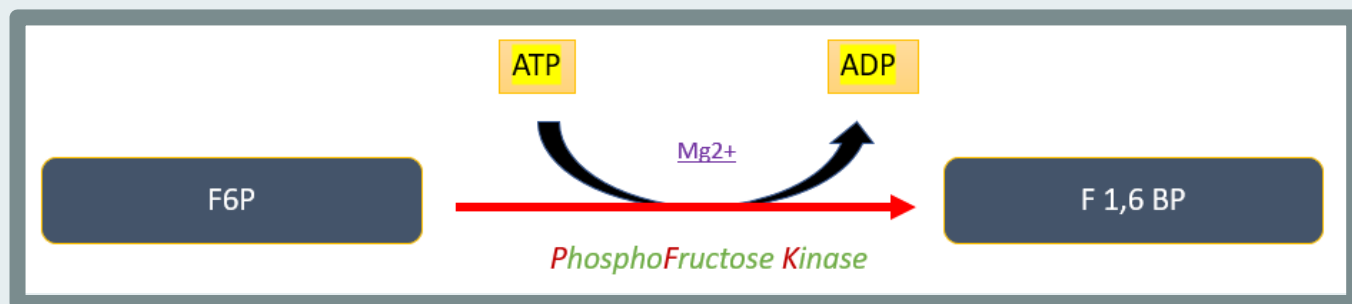 ATP
ADP
Mg2+
F6P
F 1,6 BP
PhosphoFructose Kinase